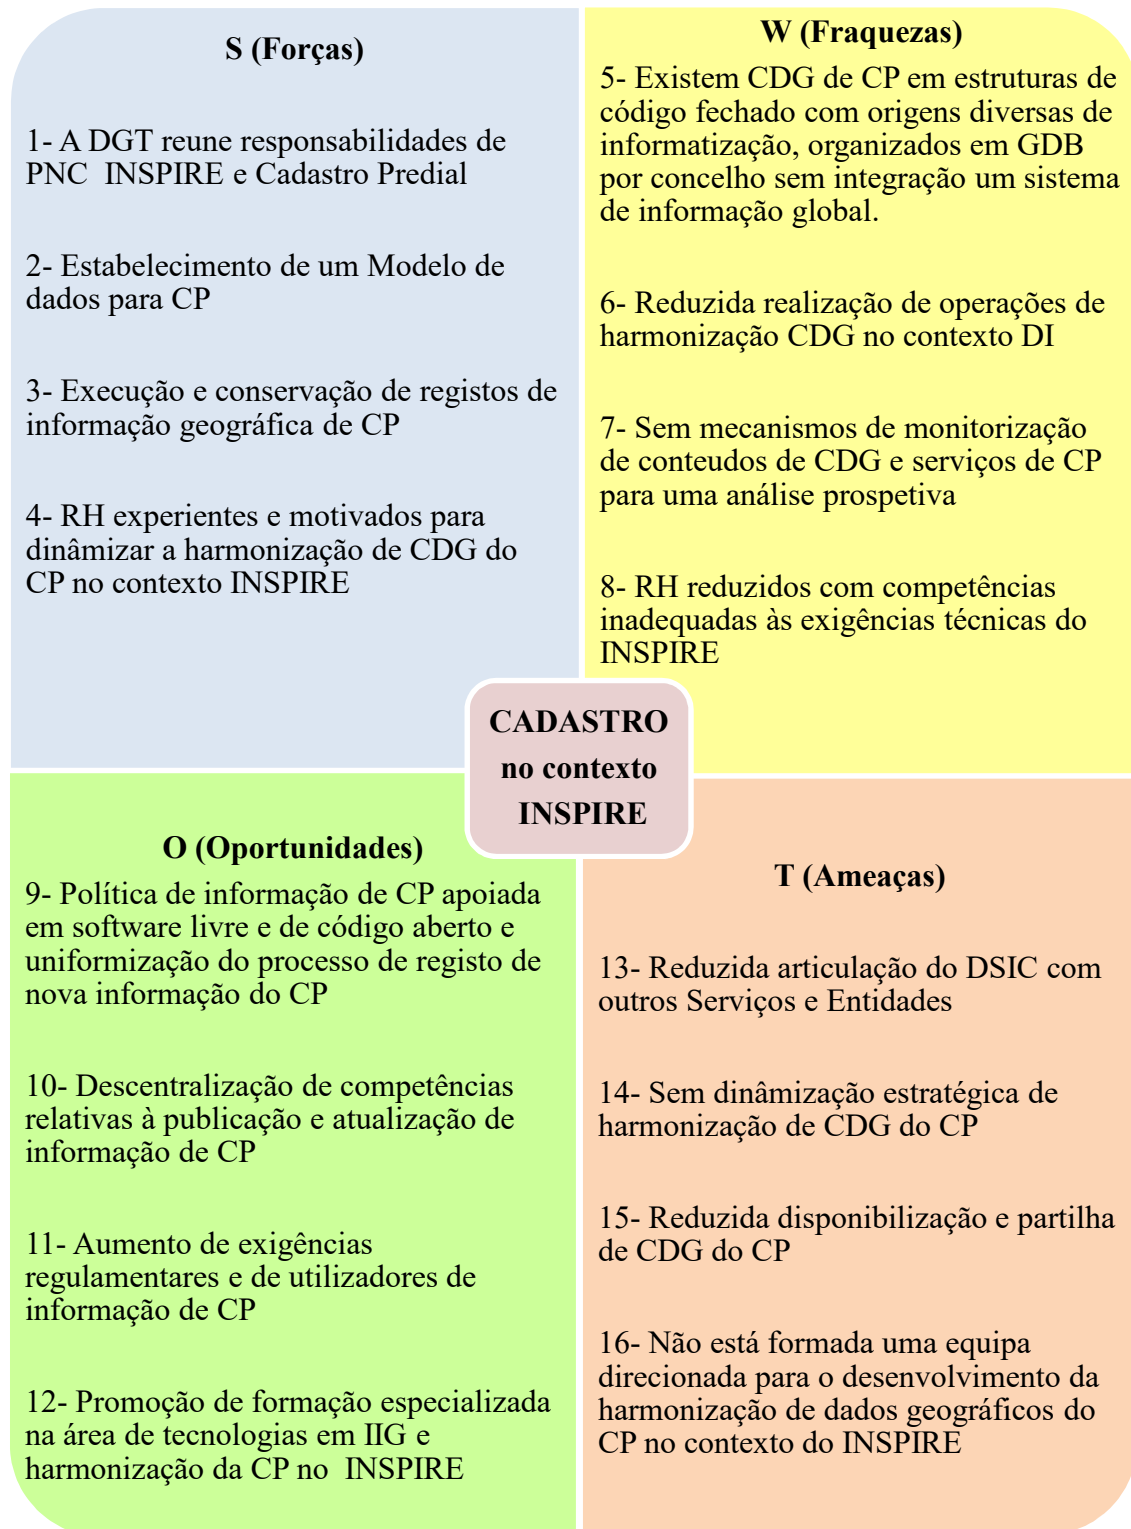 S (Forças)
1- A DGT reune responsabilidades de
PNC INSPIRE e Cadastro Predial
2- Estabelecimento de um Modelo de
dados para CP
3- Execução e conservação de registos de
informação geográfica de CP
4- RH experientes e motivados para
dinâmizar a harmonização de CDG do
CP no contexto INSPIRE
W (Fraquezas)
5- Existem CDG de CP em estruturas de
código fechado com origens diversas de
informatização, organizados em GDB
por concelho sem integração um sistema
de informação global.
6- Reduzida realização de operações de
harmonização CDG no contexto DI
7- Sem mecanismos de monitorização
de conteudos de CDG e serviços de CP
para uma análise prospetiva
8- RH reduzidos com competências
inadequadas às exigências técnicas do
INSPIRE
CADASTRO
no contexto
INSPIRE
O (Oportunidades)
9- Política de informação de CP apoiada
em software livre e de código aberto e
uniformização do processo de registo de
nova informação do CP
10- Descentralização de competências
relativas à publicação e atualização de
informação de CP
11- Aumento de exigências
regulamentares e de utilizadores de
informação de CP
12- Promoção de formação especializada
na área de tecnologias em IIG e
harmonização da CP no INSPIRE
T (Ameaças)
13- Reduzida articulação do DSIC com
outros Serviços e Entidades
14- Sem dinâmização estratégica de
harmonização de CDG do CP
15- Reduzida disponibilização e partilha
de CDG do CP
16- Não está formada uma equipa
direcionada para o desenvolvimento da
harmonização de dados geográficos do
CP no contexto do INSPIRE